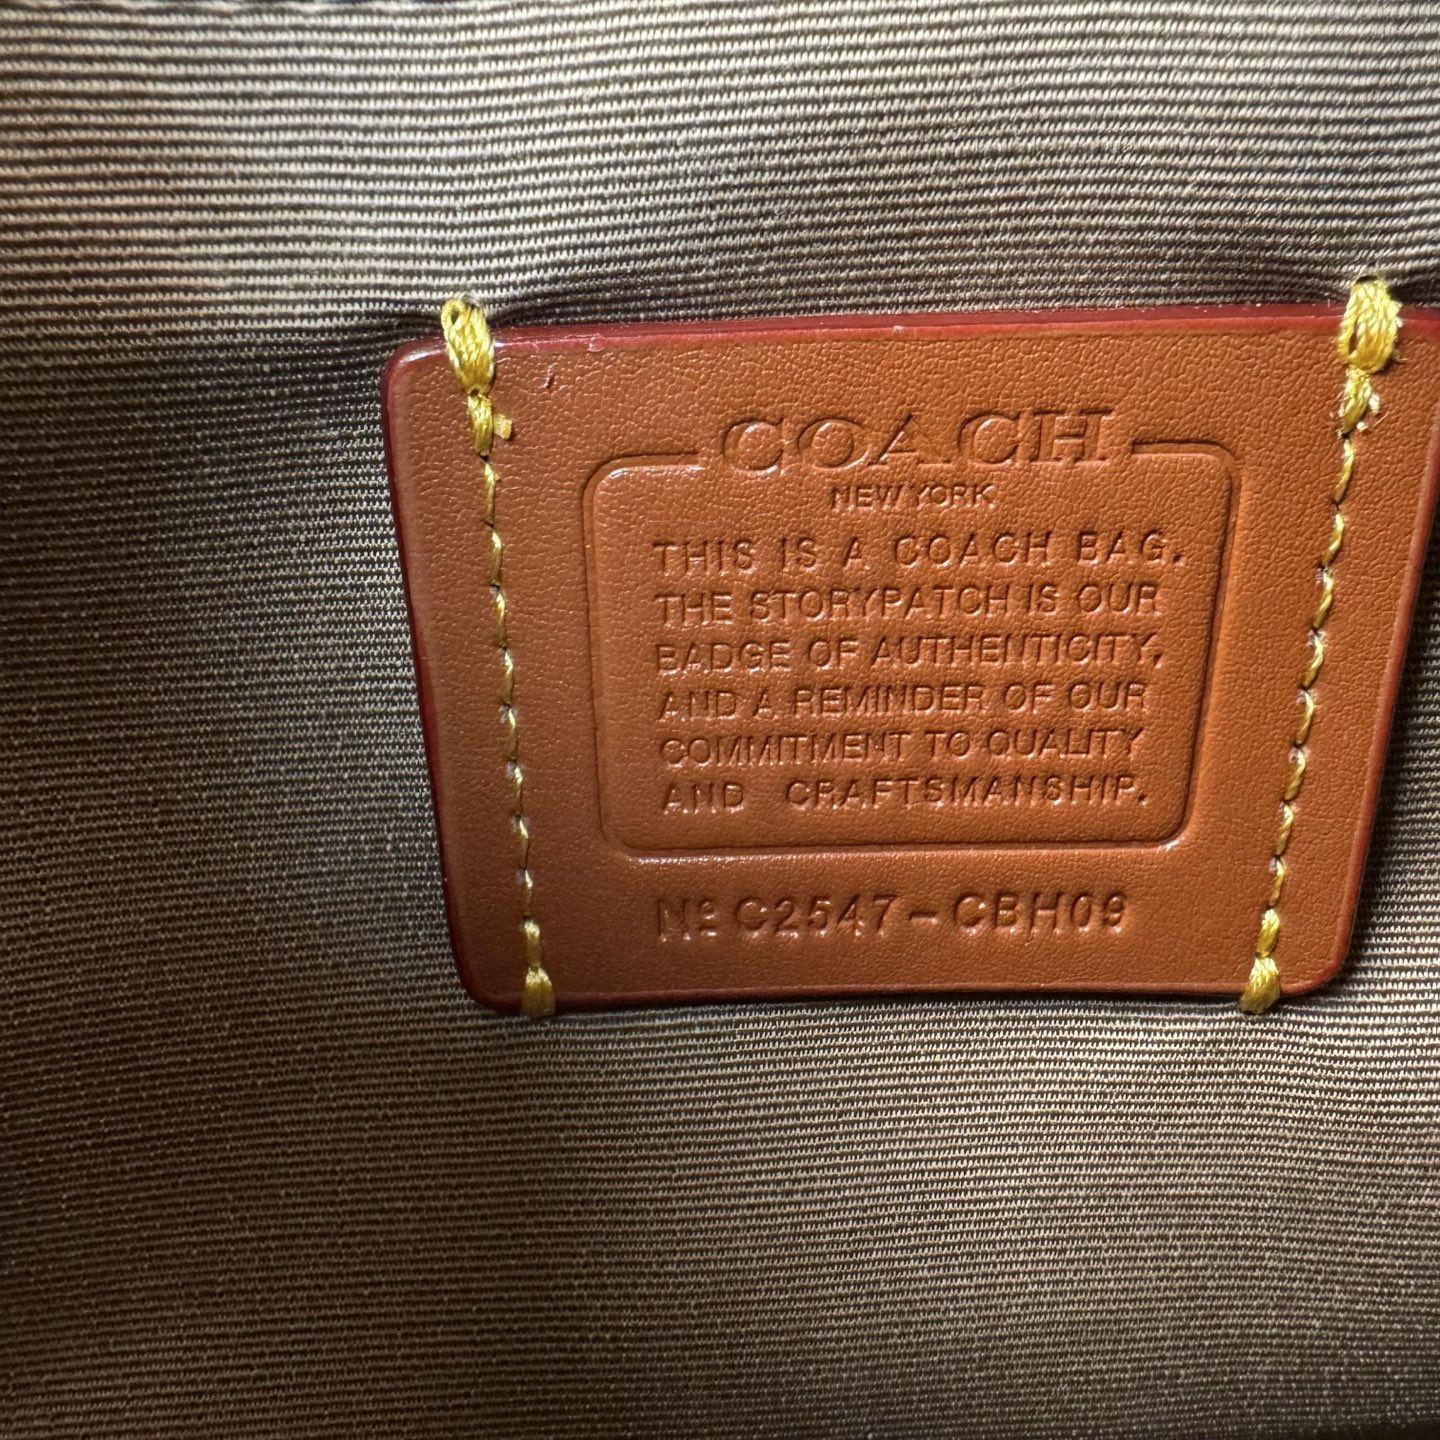 COACH
NEW YORK
THIS IS A COACH BAG.
THE STORYPATCH IS OUR
BADGE OF AUTHENTICITY,
AND A REMINDER OF OUR
COMMITMENT TO QUALITY
AND CRAFTSMANSHIP.
Nº C2547-CBH09